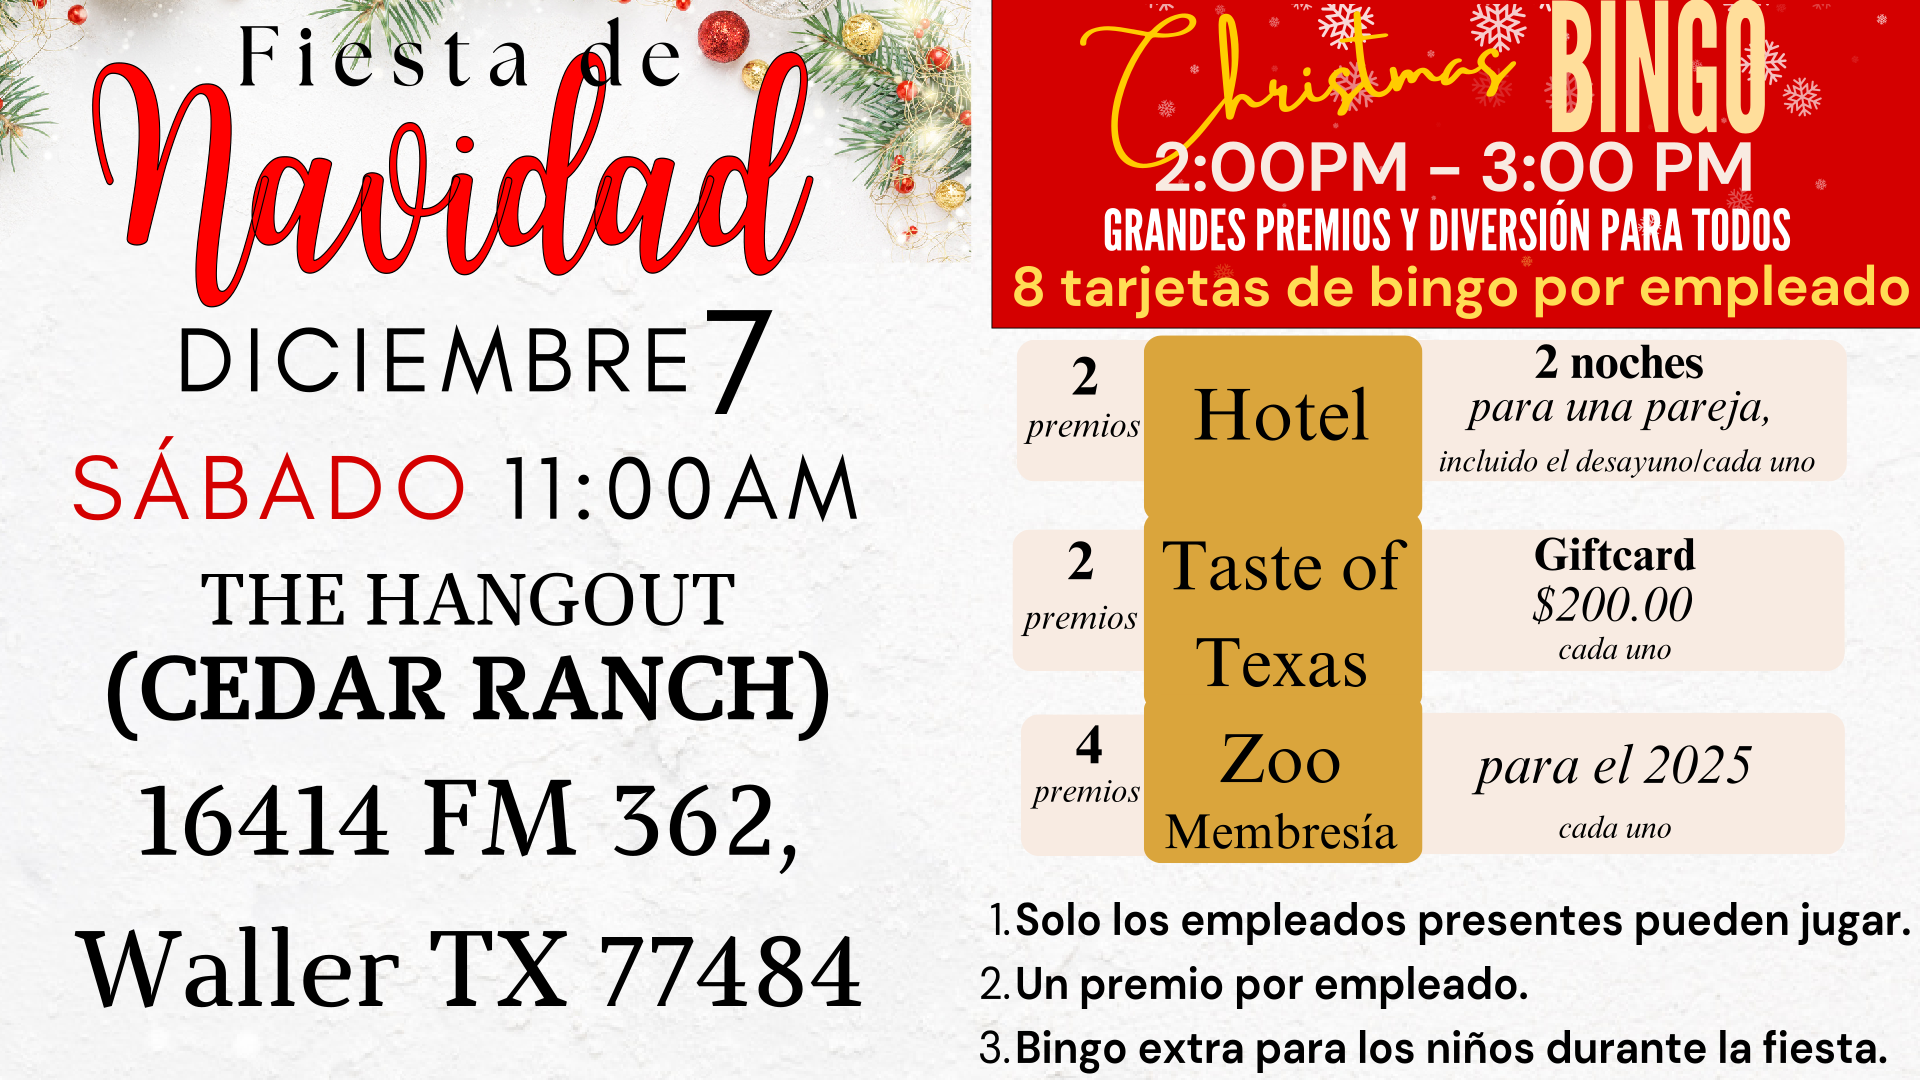 Fiesta de
Navidad
DICIEMBRE 7
SÁBADO 11:00AM
THE HANGOUT
(CEDAR RANCH)
16414 FM 362,
Waller TX 77484
Christmas BINGO
2:00PM – 3:00 PM
GRANDES PREMIOS Y DIVERSIÓN PARA TODOS
8 tarjetas de bingo por empleado
2
premios
Hotel
2 noches
para una pareja,
incluido el desayuno/cada uno
2
premios
Taste of
Texas
Giftcard
$200.00
cada uno
4
premios
Zoo
Membresía
para el 2025
cada uno
1. Solo los empleados presentes pueden jugar.
2. Un premio por empleado.
3. Bingo extra para los niños durante la fiesta.